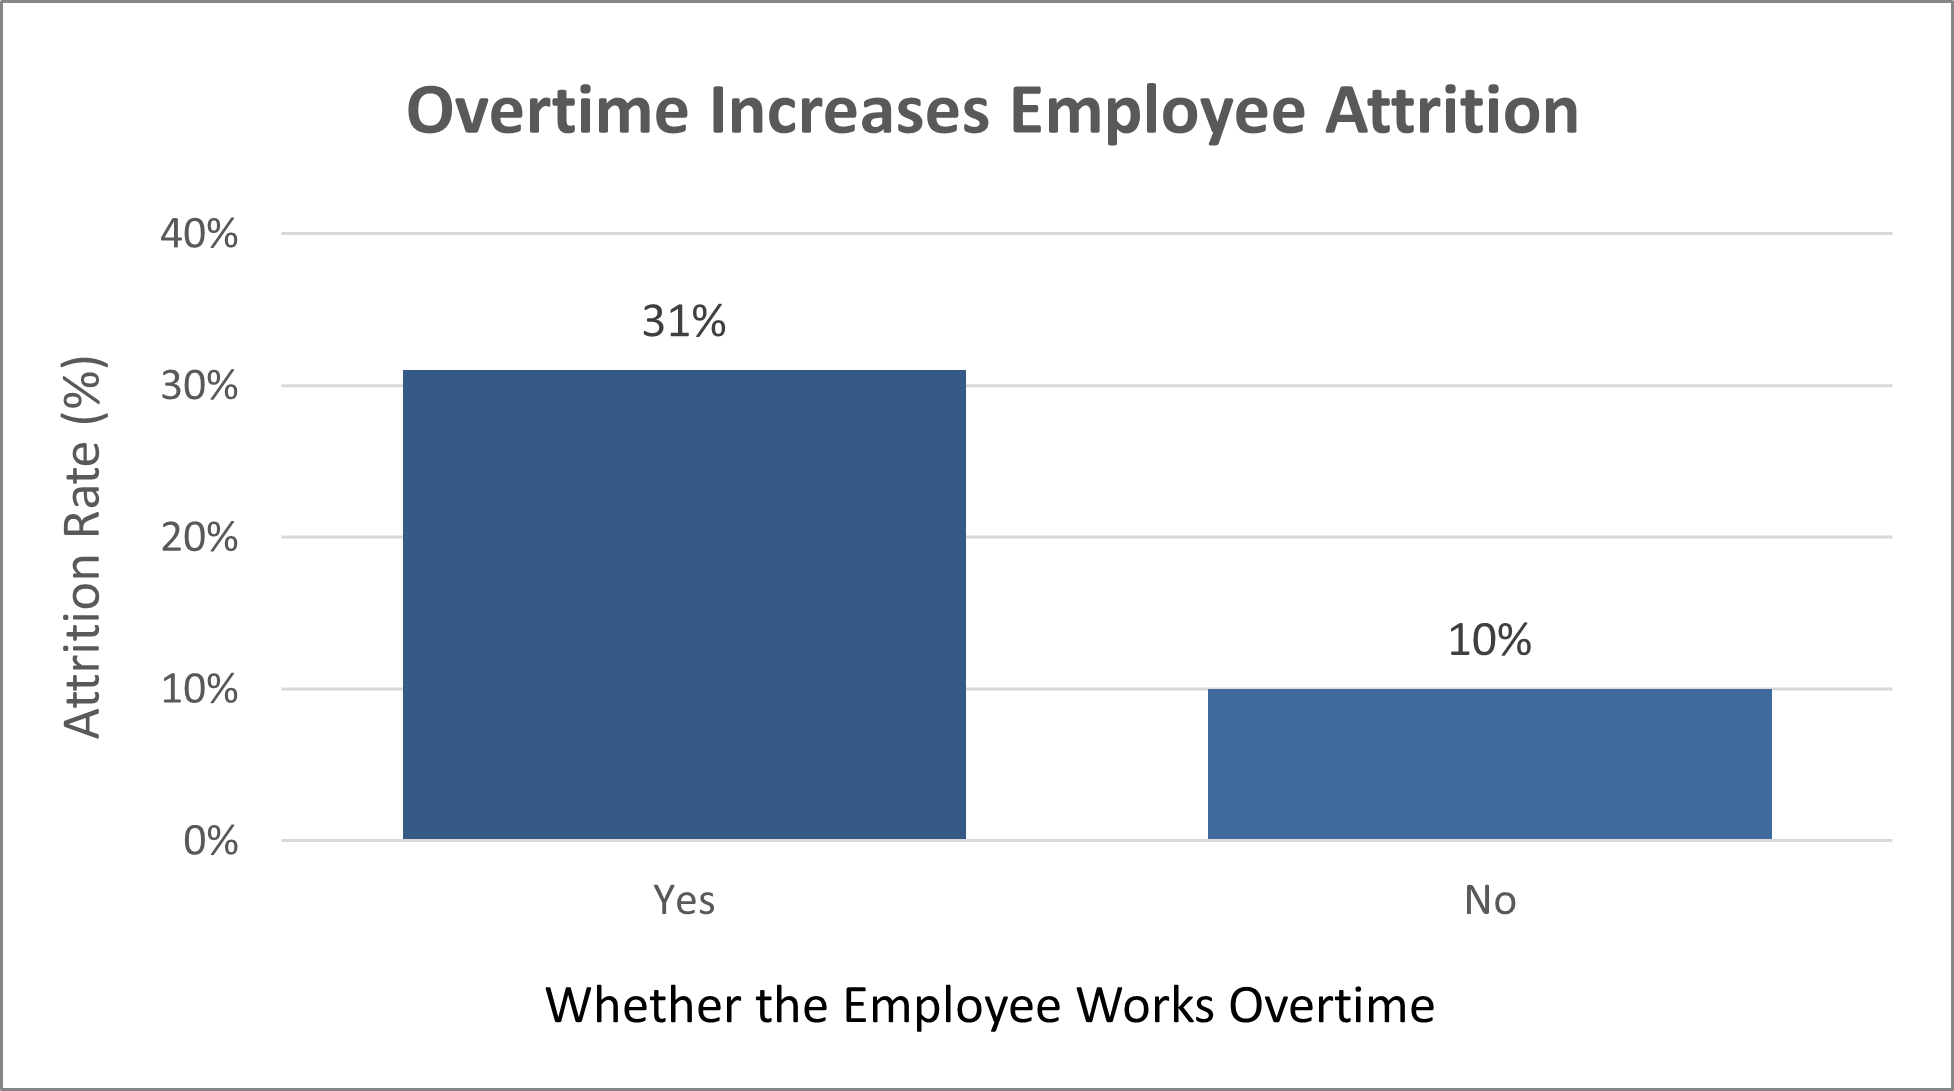 Overtime Increases Employee Attrition
40%
31%
30%
Attrition Rate (%)
20%
10%
10%
0%
Yes
No
Whether the Employee Works Overtime